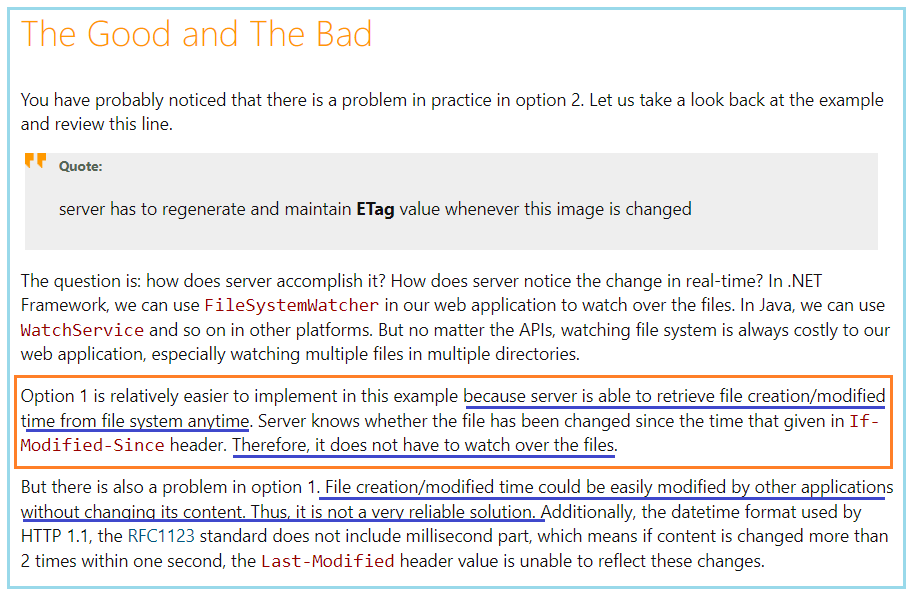 The Good and The Bad
You have probably noticed that there is a problem in practice in option 2. Let us take a look back at the example
and review this line.
Quote:
server has to regenerate and maintain ETag value whenever this image is changed
The question is: how does server accomplish it? How does server notice the change in real-time? In .NET
Framework, we can use FileSystemWatcher in our web application to watch over the files. In Java, we can use
WatchService and so on in other platforms. But no matter the APIs, watching file system is always costly to our
web application, especially watching multiple files in multiple directories.
Option 1 is relatively easier to implement in this example because server is able to retrieve file creation/modified
time from file system anytime. Server knows whether the file has been changed since the time that given in If-
Modified-Since header. Therefore, it does not have to watch over the files.
But there is also a problem in option 1. File creation/modified time could be easily modified by other applications
without changing its content. Thus, it is not a very reliable solution. Additionally, the datetime format used by
HTTP 1.1, the RFC1123 standard does not include millisecond part, which means if content is changed more than
2 times within one second, the Last-Modified header value is unable to reflect these changes.